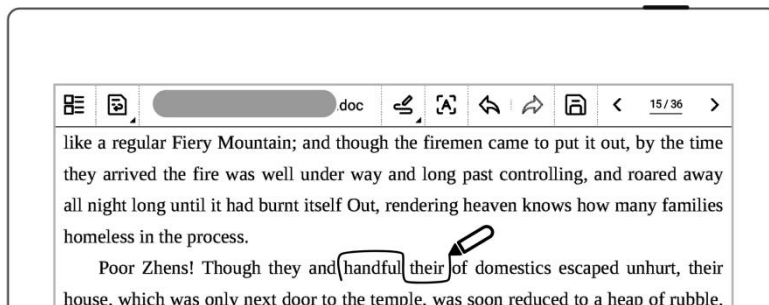 .doc
15 / 36
like a regular Fiery Mountain; and though the firemen came to put it out, by the time
they arrived the fire was well under way and long past controlling, and roared away
all night long until it had burnt itself Out, rendering heaven knows how many families
homeless in the process.
Poor Zhens! Though they and handful their of domestics escaped unhurt, their
house, which was only next door to the temple, was soon reduced to a heap of rubble.